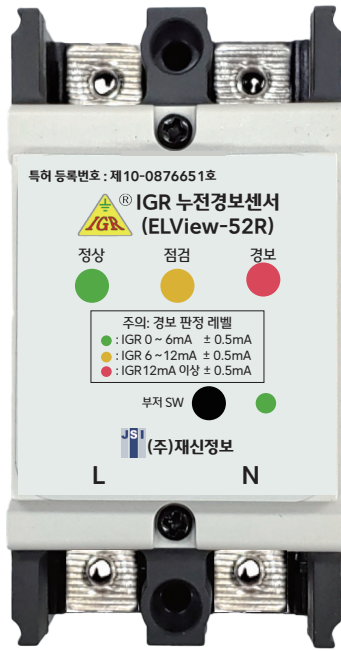 특허 등록번호 : 제10-0876651호
IGR ® IGR 누전경보센서
(ELView-52R)
정상 점검 경보
주의: 경보 판정 레벨
: IGR 0 ~ 6mA ± 0.5mA
: IGR 6 ~12mA ± 0.5mA
: IGR12mA 이상 ± 0.5mA
부저 SW
JSI (주)재신정보
L N